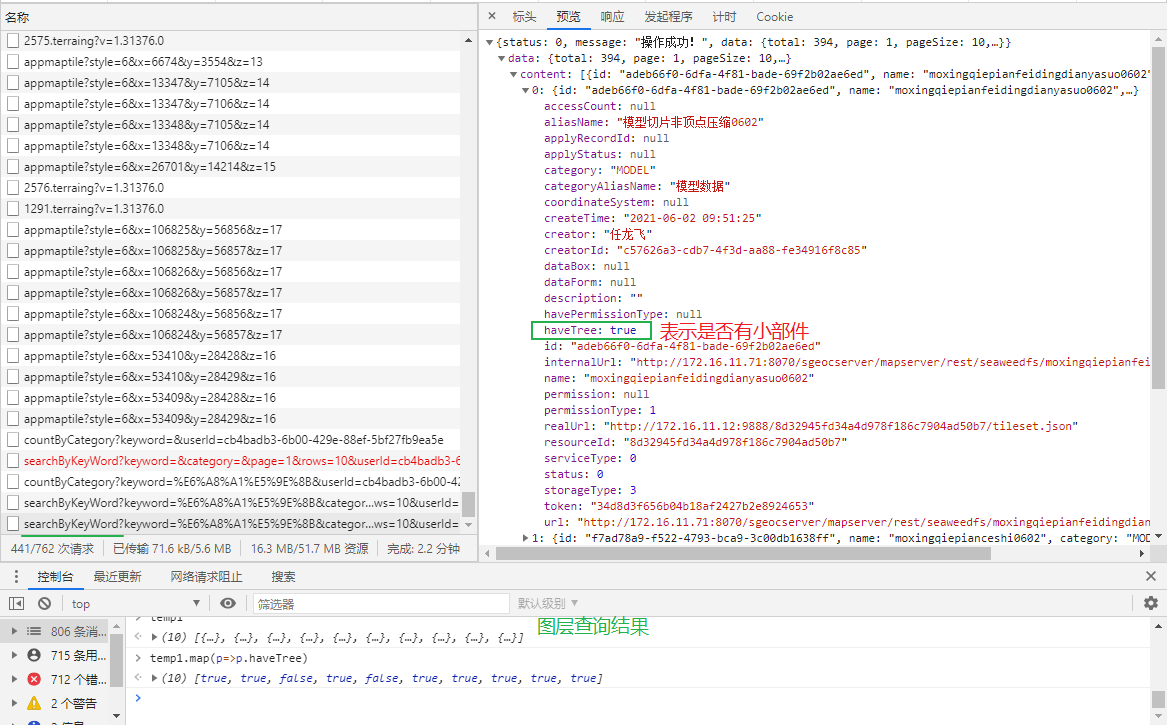 名称
2575.terraing?v=1.31376.0
appmaptile?style=6&x=6674&y=3554&z=13
appmaptile?style=6&x=13347&y=7105&z=14
appmaptile?style=6&x=13347&y=7106&z=14
appmaptile?style=6&x=13348&y=7105&z=14
appmaptile?style=6&x=13348&y=7106&z=14
appmaptile?style=6&x=26701&y=14214&z=15
2576.terraing?v=1.31376.0
1291.terraing?v=1.31376.0
appmaptile?style=6&x=106825&y=56856&z=17
appmaptile?style=6&x=106825&y=56857&z=17
appmaptile?style=6&x=106826&y=56856&z=17
appmaptile?style=6&x=106826&y=56857&z=17
appmaptile?style=6&x=106824&y=56856&z=17
appmaptile?style=6&x=106824&y=56857&z=17
appmaptile?style=6&x=53410&y=28428&z=16
appmaptile?style=6&x=53410&y=28429&z=16
appmaptile?style=6&x=53409&y=28428&z=16
appmaptile?style=6&x=53409&y=28429&z=16
countByCategory?keyword=&userId=cb4badb3-6b00-429e-88ef-5bf27fb9ea5e
searchByKeyWord?keyword=&category=&page=1&rows=10&userId=cb4badb3-6
countByCategory?keyword=%E6%A8%A1%E5%9E%8B&userId=cb4badb3-6b00-42
searchByKeyWord?keyword=%E6%A8%A1%E5%9E%8B&categor...ws=10&userId=
searchByKeyWord?keyword=%E6%A8%A1%E5%9E%8B&categor...ws=10&userId=
441/762 次请求 已传输 71.6 kB/5.6 MB 16.3 MB/51.7 MB 资源 完成: 2.2 分钟
× 标头 预览 响应 发起程序 计时 Cookie
{status: 0, message: "操作成功！", data: {total: 394, page: 1, pageSize: 10,…}}
data: {total: 394, page: 1, pageSize: 10,…}
content: [{id: "adeb66f0-6dfa-4f81-bade-69f2b02ae6ed", name: "moxingqiepianfeidingdianyasuo0602"
0: {id: "adeb66f0-6dfa-4f81-bade-69f2b02ae6ed", name: "moxingqiepianfeidingdianyasuo0602",…}
accessCount: null
aliasName: "模型切片非顶点压缩0602"
applyRecordId: null
applyStatus: null
category: "MODEL"
categoryAliasName: "模型数据"
coordinateSystem: null
createTime: "2021-06-02 09:51:25"
creator: "任龙飞"
creatorId: "c57626a3-cdb7-4f3d-aa88-fe34916f8c85"
dataBox: null
dataForm: null
description: ""
havePermissionType: null
haveTree: true 表示是否有小部件
id: "adeb66f0-6dfa-4f81-bade-69f2b02ae6ed"
internalUrl: "http://172.16.11.71:8070/sgeocserver/mapserver/rest/seaweedfs/moxingqiepianfei
name: "moxingqiepianfeidingdianyasuo0602"
permission: null
permissionType: 1
realUrl: "http://172.16.11.12:9888/8d32945fd34a4d978f186c7904ad50b7/tileset.json"
resourceId: "8d32945fd34a4d978f186c7904ad50b7"
serviceType: 0
status: 0
storageType: 3
token: "34d8d3f656b04b18af2427b2e8924653"
url: "http://172.16.11.71:8070/sgeocserver/mapserver/rest/seaweedfs/moxingqiepianfeidingdian
1: {id: "f7ad78a9-f522-4793-bca9-3c00db1638ff", name: "moxingqianceshi0602", category: "MOD
控制台 最近更新 网络请求阻止 搜索
top 筛选器 默认级别
806 条消...
715 条用...
712 个错...
2 个警告
temp1
图层查询结果
(10) [{…}, {…}, {…}, {…}, {…}, {…}, {…}, {…}, {…}, {…}]
temp1.map(p=>p.haveTree)
(10) [true, true, false, true, false, true, true, true, true, true]